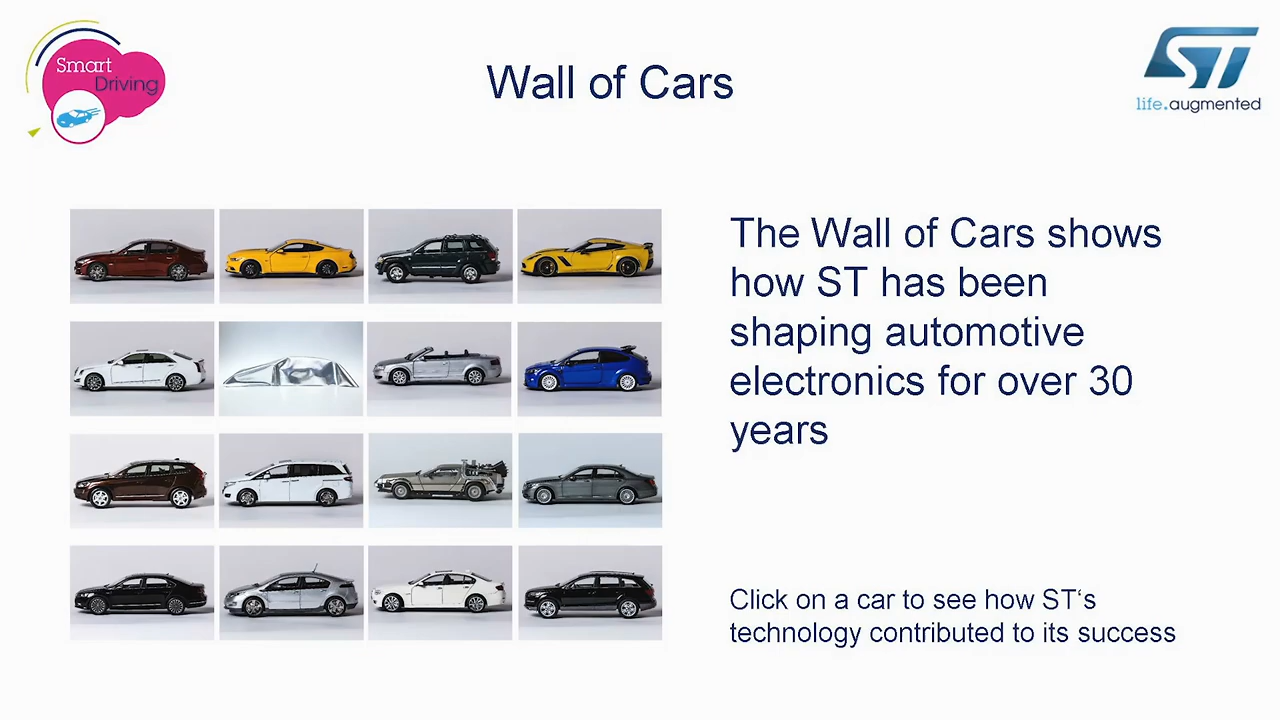 Smart
Driving
Wall of Cars
ST
life.augmented
The Wall of Cars shows
how ST has been
shaping automotive
electronics for over 30
years
Click on a car to see how ST‘s
technology contributed to its success